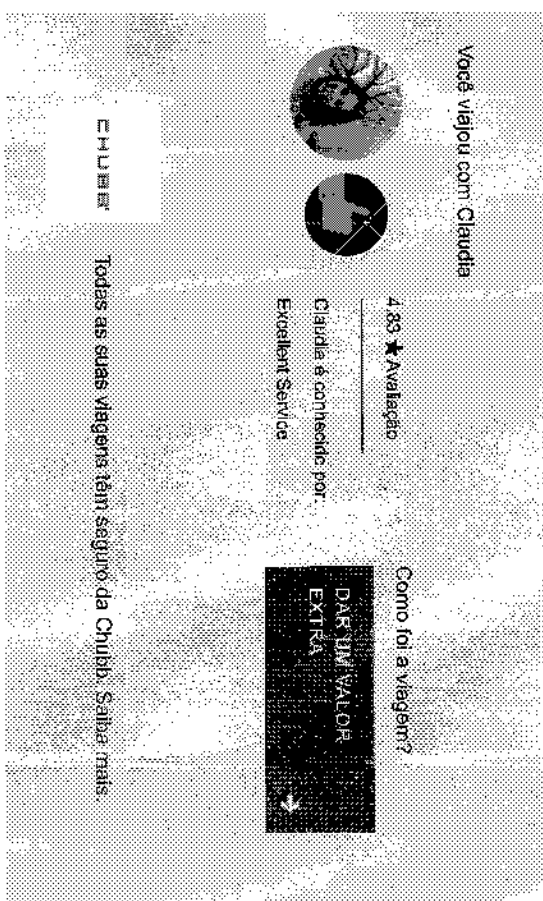 Você viajou com Claudia
4.83 ★ Avaliação
Claudia é conhecido por:
Excellent Service
Como foi a viagem?
DAR UM VALOR
EXTRA
CHUBB
Todas as suas viagens têm seguro da Chubb. Saiba mais.